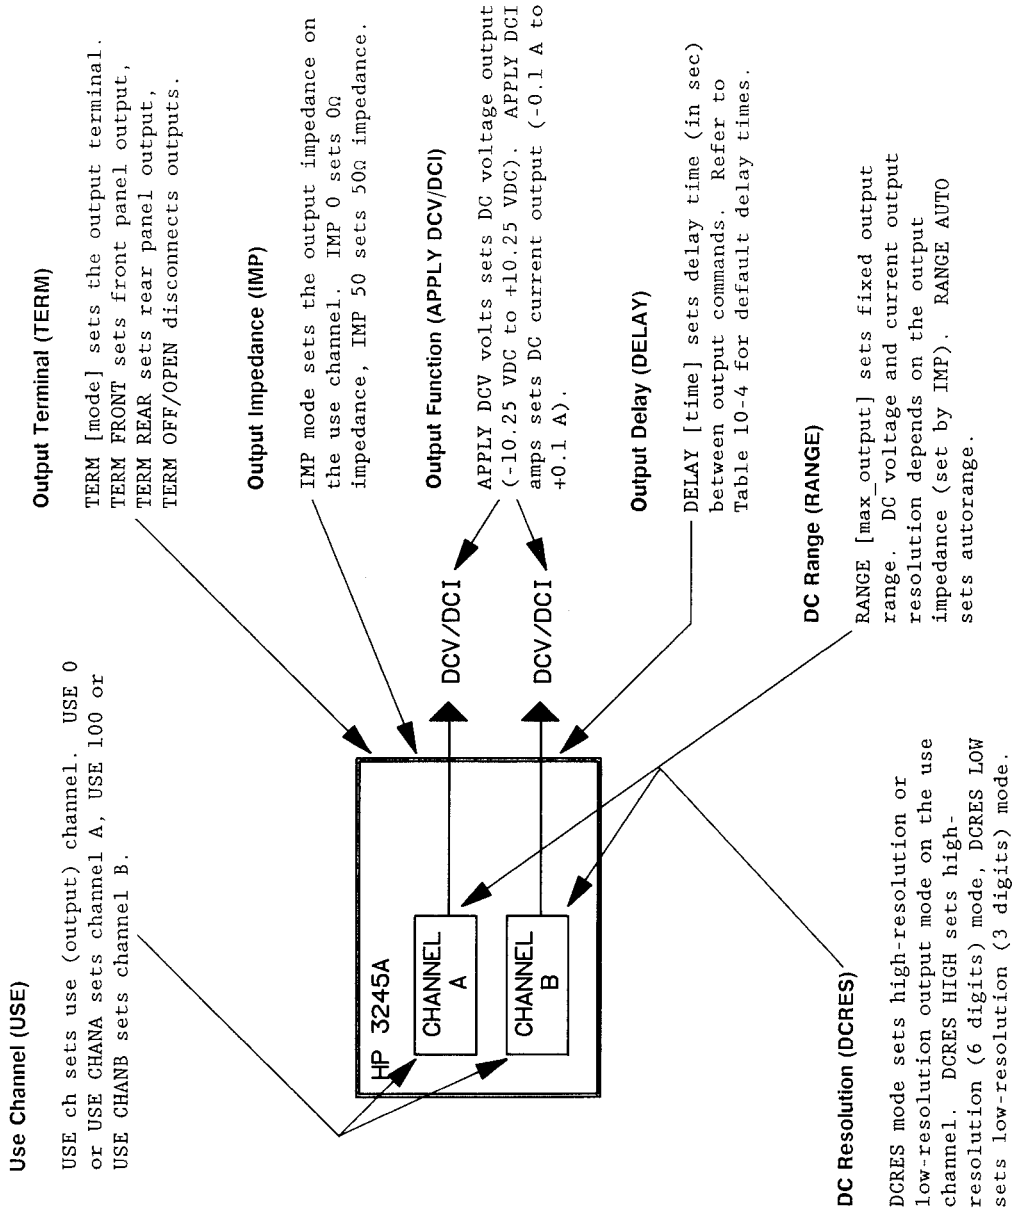 Use Channel (USE)
USE ch sets use (output) channel.  USE 0
or USE CHANA sets channel A, USE 100 or
USE CHANB sets channel B.
Output Terminal (TERM)
TERM [mode] sets the output terminal.
TERM FRONT sets front panel output,
TERM REAR sets rear panel output,
TERM OFF/OPEN disconnects outputs.
Output Impedance (IMP)
IMP mode sets the output impedance on
the use channel.  IMP 0 sets 0Ω
impedance, IMP 50 sets 50Ω impedance.
HP 3245A
CHANNEL
A
CHANNEL
B
DCV/DCI
DCV/DCI
Output Function (APPLY DCV/DCI)
APPLY DCV volts sets DC voltage output
(-10.25 VDC to +10.25 VDC).  APPLY DCI
amps sets DC current output (-0.1 A to
+0.1 A).
Output Delay (DELAY)
DELAY [time] sets delay time (in sec)
between output commands.  Refer to
Table 10-4 for default delay times.
DC Resolution (DCRES)
DCRES mode sets high-resolution or
low-resolution output mode on the use
channel.  DCRES HIGH sets high-
resolution (6 digits) mode, DCRES LOW
sets low-resolution (3 digits) mode.
DC Range (RANGE)
RANGE [max_output] sets fixed output
range.  DC voltage and current output
resolution depends on the output
impedance (set by IMP).  RANGE AUTO
sets autorange.